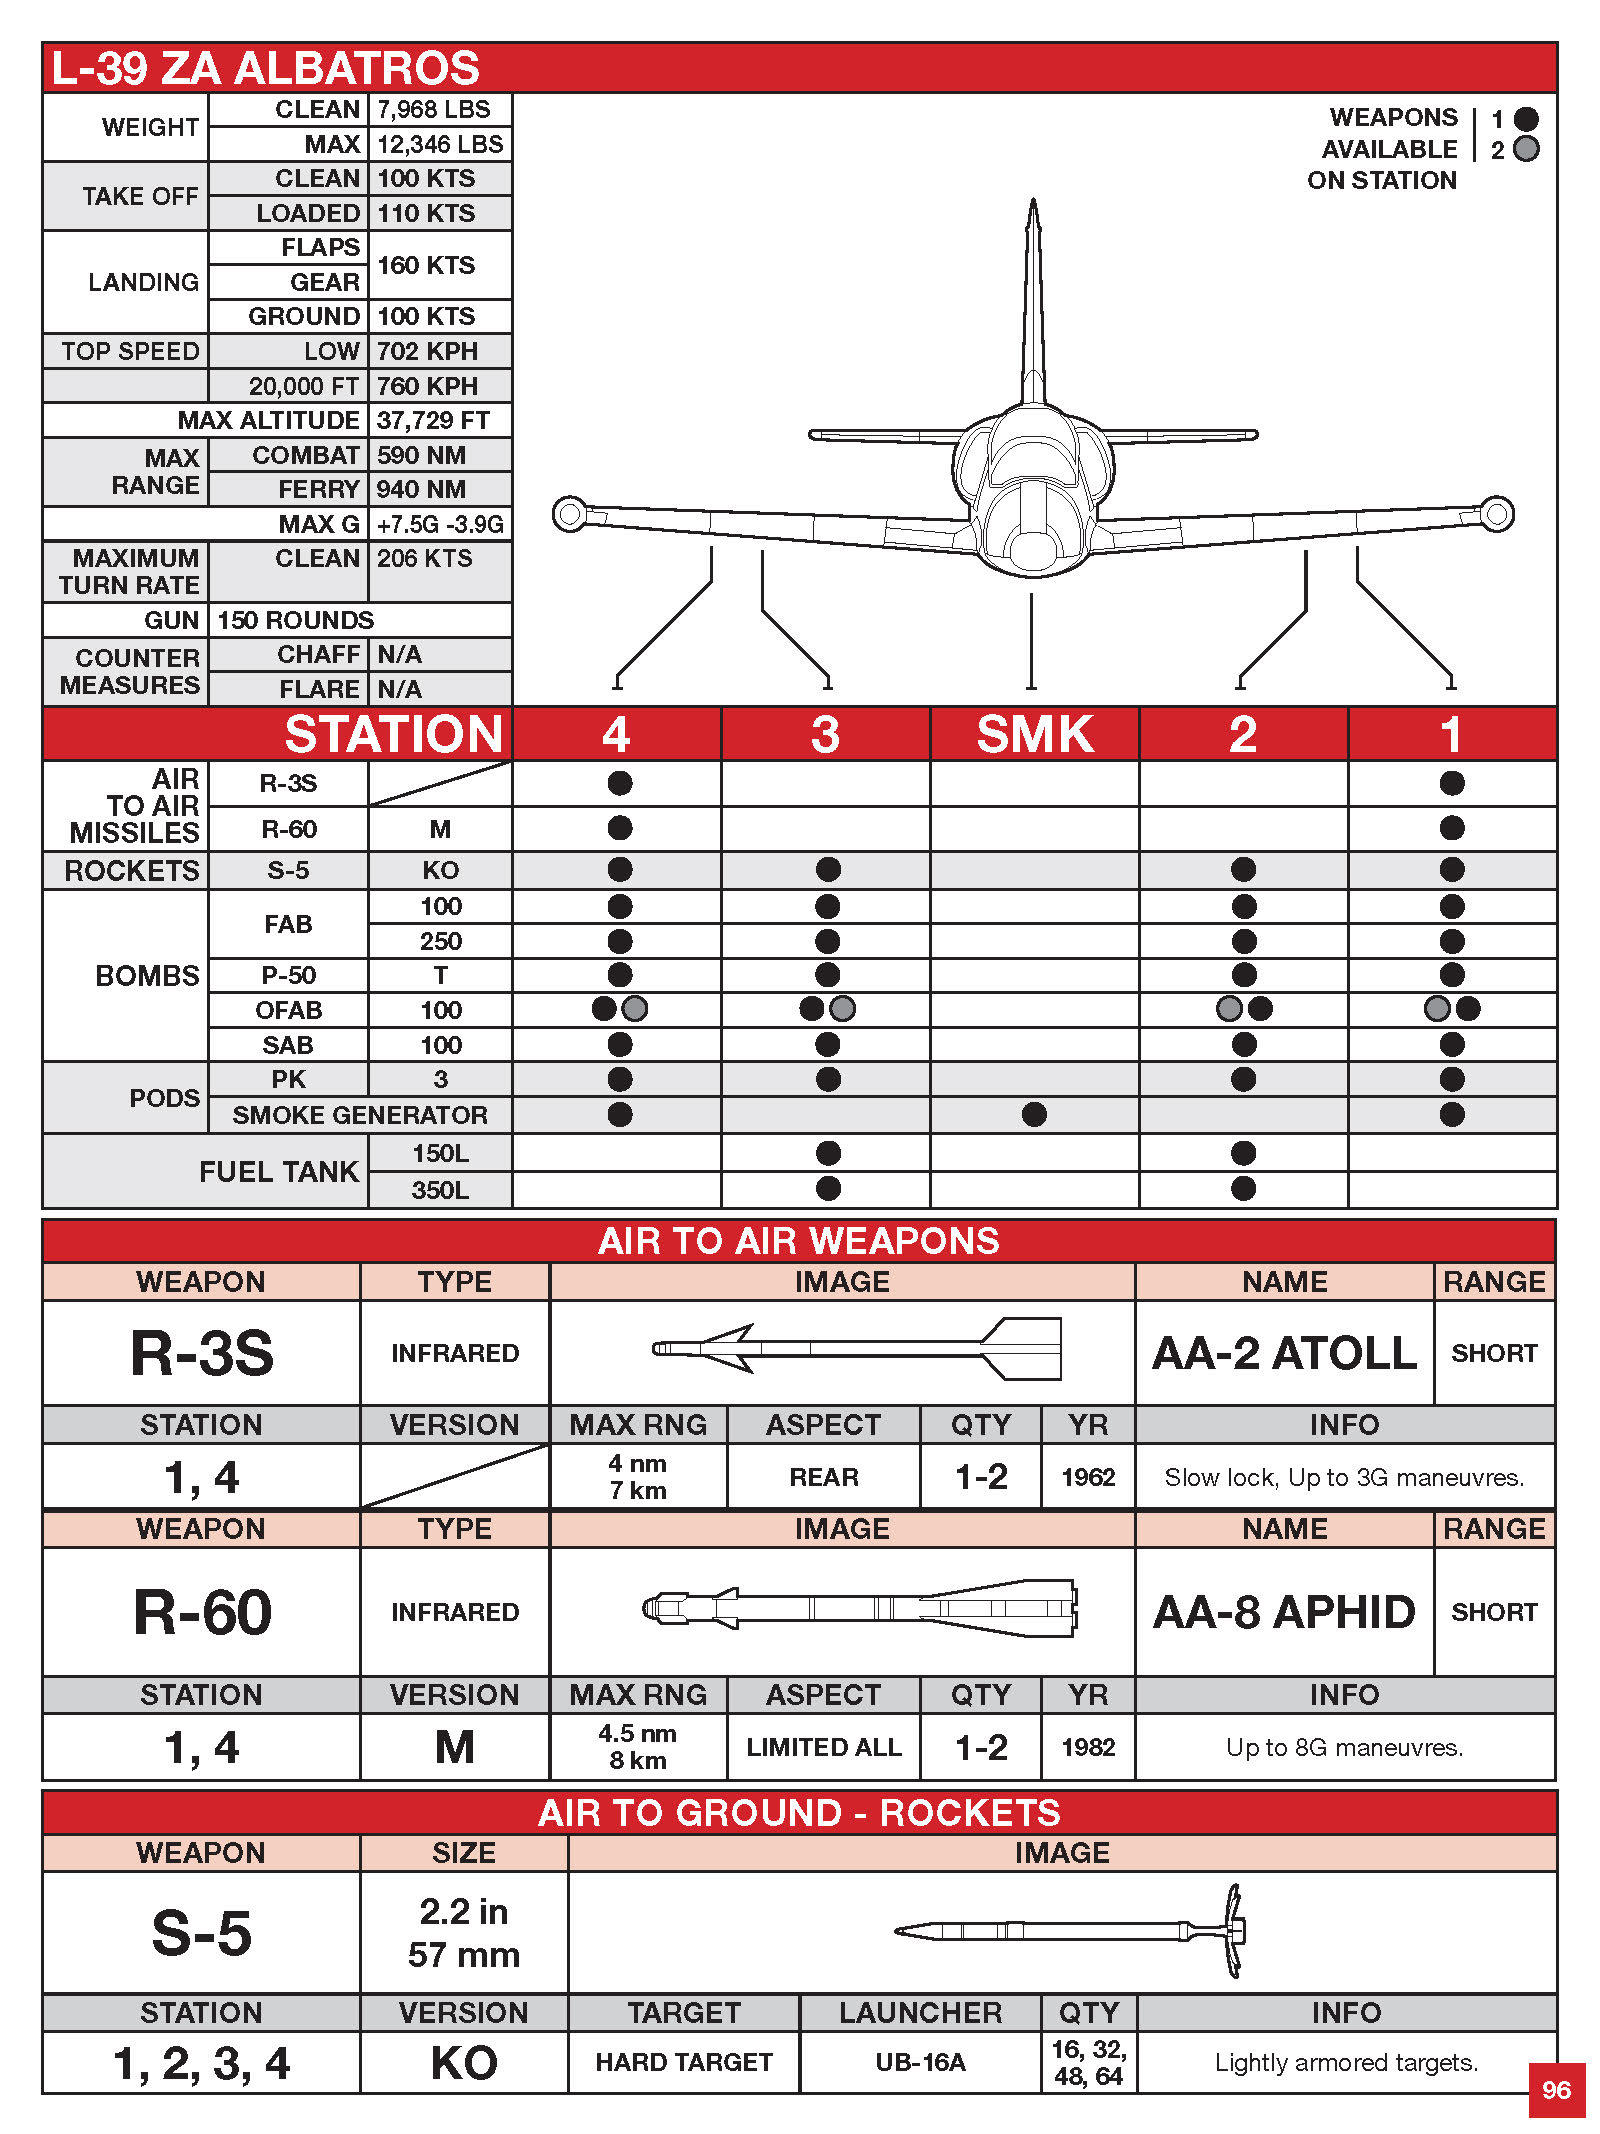 L-39 ZA ALBATROS
WEIGHT
CLEAN 7,968 LBS
MAX 12,346 LBS
TAKE OFF
CLEAN 100 KTS
LOADED 110 KTS
LANDING
FLAPS
GEAR
160 KTS
GROUND 100 KTS
TOP SPEED LOW 702 KPH
20,000 FT 760 KPH
MAX ALTITUDE 37,729 FT
MAX
RANGE
COMBAT 590 NM
FERRY 940 NM
MAX G +7.5G -3.9G
MAXIMUM
TURN RATE
CLEAN 206 KTS
GUN 150 ROUNDS
COUNTER
MEASURES
CHAFF N/A
FLARE N/A
WEAPONS 1
AVAILABLE 2
ON STATION
STATION 4 3 SMK 2 1
AIR
TO AIR
MISSILES
R-3S
R-60 M
ROCKETS S-5 KO
BOMBS
FAB
100
250
P-50 T
OFAB 100
SAB 100
PODS
PK 3
SMOKE GENERATOR
FUEL TANK
150L
350L
AIR TO AIR WEAPONS
WEAPON TYPE IMAGE NAME RANGE
R-3S INFRARED AA-2 ATOLL SHORT
STATION VERSION MAX RNG ASPECT QTY YR INFO
1, 4 4 nm
7 km
REAR 1-2 1962 Slow lock, Up to 3G maneuvres.
WEAPON TYPE IMAGE NAME RANGE
R-60 INFRARED AA-8 APHID SHORT
STATION VERSION MAX RNG ASPECT QTY YR INFO
1, 4 M 4.5 nm
8 km
LIMITED ALL 1-2 1982 Up to 8G maneuvres.
AIR TO GROUND - ROCKETS
WEAPON SIZE IMAGE
S-5 2.2 in
57 mm
STATION VERSION TARGET LAUNCHER QTY INFO
1, 2, 3, 4 KO HARD TARGET UB-16A 16, 32,
48, 64
Lightly armored targets.
96